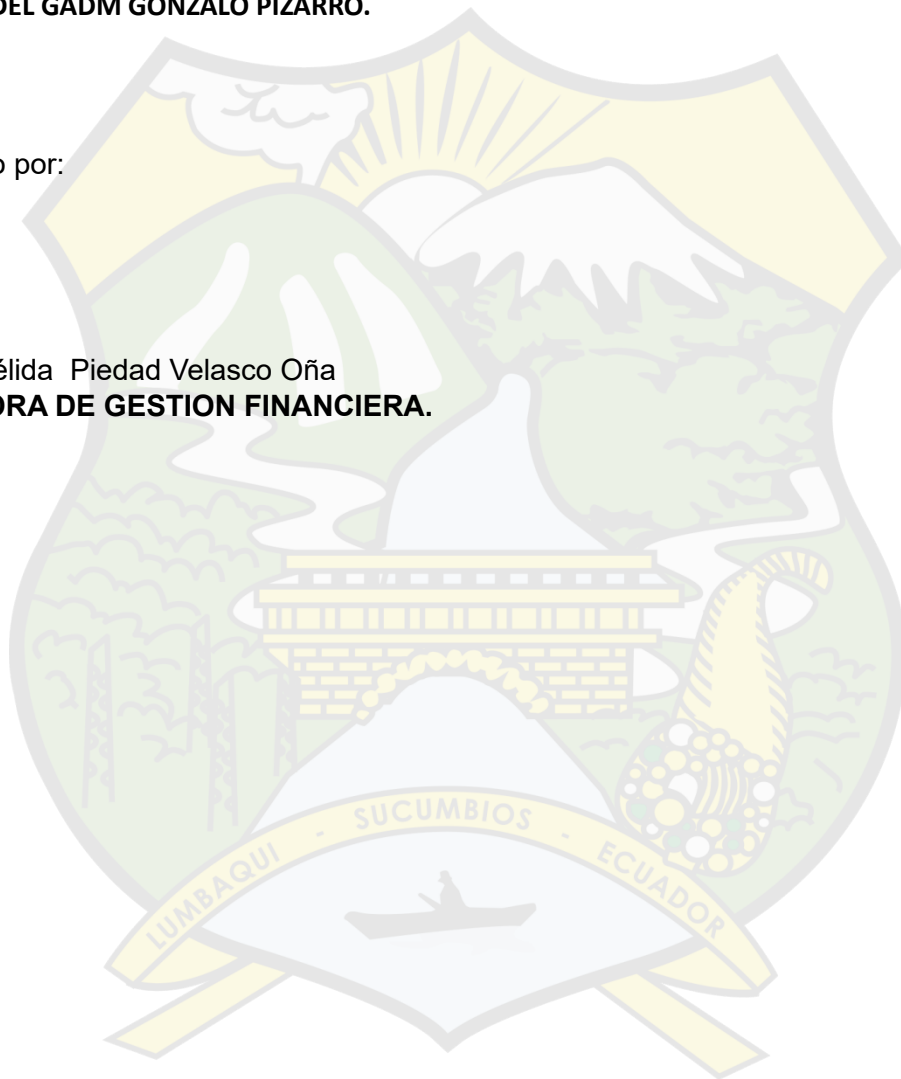 DEL GADM GONZALO PIZARRO.
o por:
élida  Piedad Velasco Oña
ORA DE GESTION FINANCIERA.
LUMBAQUI - SUCUMBIOS - ECUADOR